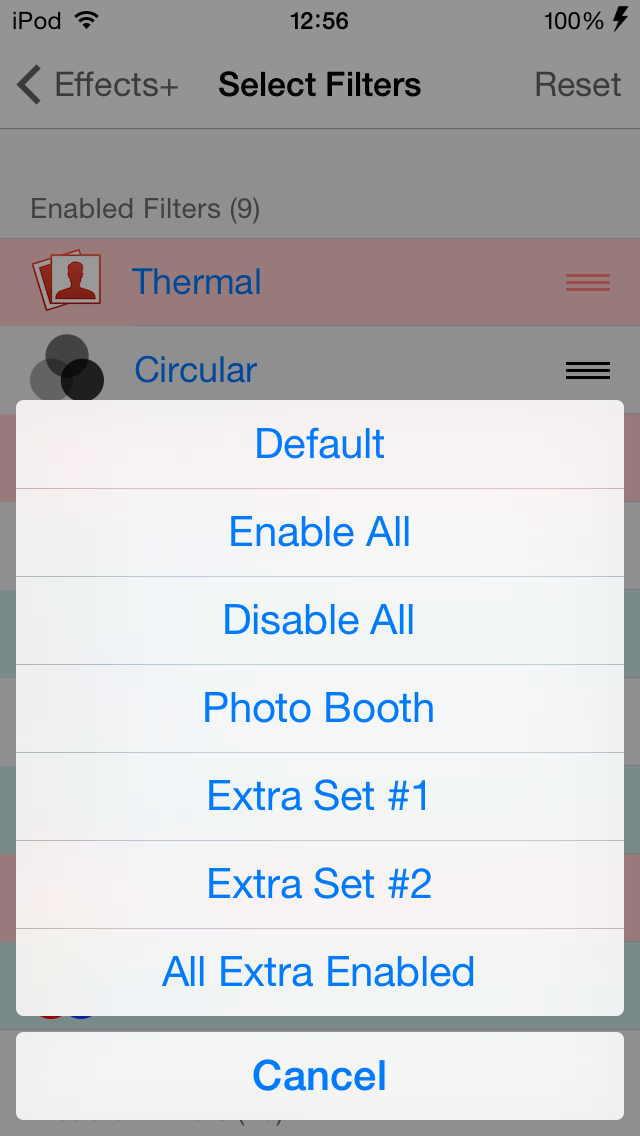 iPod 12:56 100%
Effects+ Select Filters Reset
Enabled Filters (9)
Thermal
Circular
Default
Enable All
Disable All
Photo Booth
Extra Set #1
Extra Set #2
All Extra Enabled
Cancel